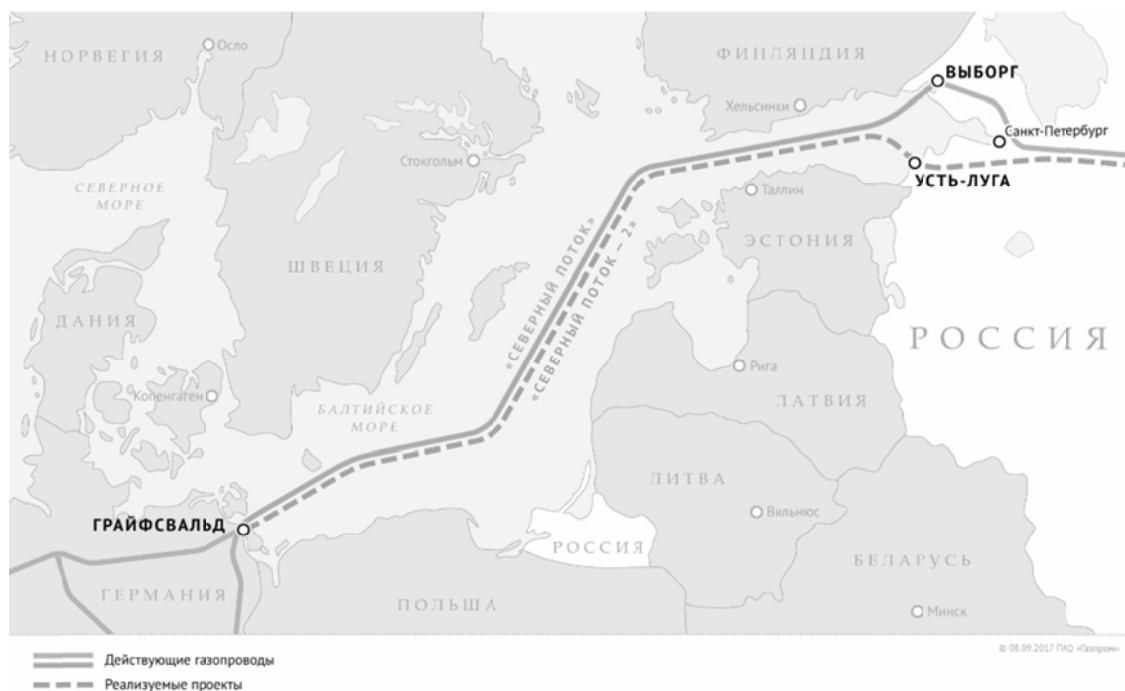 НОРВЕГИЯ
Осло
ФИНЛЯНДИЯ
ВЫБОРГ
Хельсинки
Санкт-Петербург
Стокгольм
УСТЬ-ЛУГА
СЕВЕРНОЕ
МОРЕ
Таллин
ЭСТОНИЯ
ШВЕЦИЯ
«СЕВЕРНЫЙ ПОТОК»
«СЕВЕРНЫЙ ПОТОК – 2»
ДАНИЯ
РОССИЯ
Рига
Копенгаген
БАЛТИЙСКОЕ
МОРЕ
ЛАТВИЯ
ЛИТВА
ГРАЙФСВАЛЬД
Вильнюс
РОССИЯ
БЕЛАРУСЬ
ГЕРМАНИЯ
ПОЛЬША
Минск
© 08.09.2017 ПАО «Газпром»
Действующие газопроводы
Реализуемые проекты